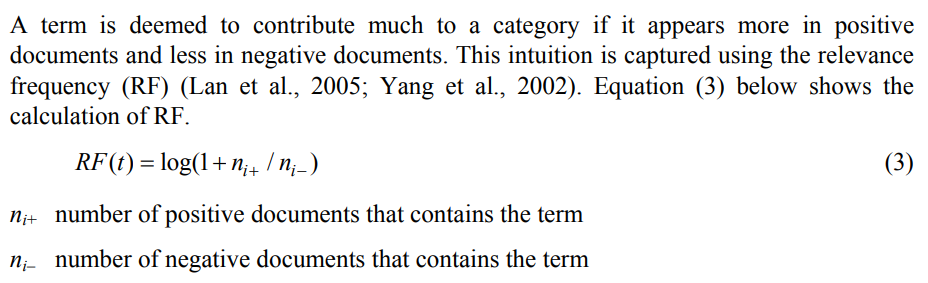 A term is deemed to contribute much to a category if it appears more in positive
documents and less in negative documents. This intuition is captured using the relevance
frequency (RF) (Lan et al., 2005; Yang et al., 2002). Equation (3) below shows the
calculation of RF.
RF(t) = log(1 + n_{i+} / n_{i−}) (3)
n_{i+} number of positive documents that contains the term
n_{i−} number of negative documents that contains the term